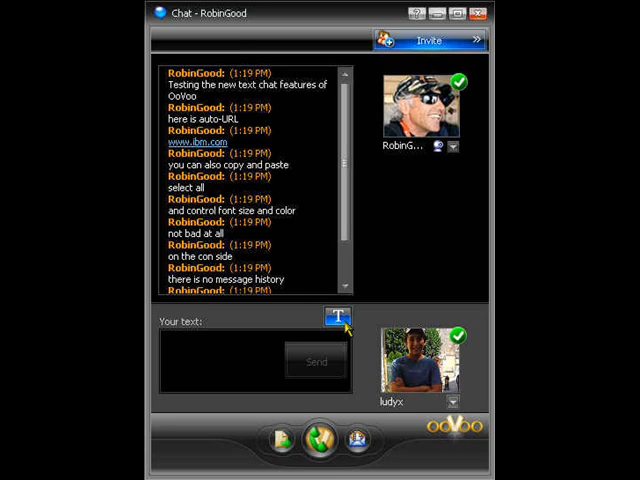 Chat - RobinGood
Invite
RobinGood: (1:19 PM)
Testing the new text chat features of
OoVoo
RobinGood: (1:19 PM)
here is auto-URL
RobinGood: (1:19 PM)
www.ibm.com
RobinGood: (1:19 PM)
you can also copy and paste
RobinGood: (1:19 PM)
select all
RobinGood: (1:19 PM)
and control font size and color
RobinGood: (1:19 PM)
not bad at all
RobinGood: (1:19 PM)
on the con side
RobinGood: (1:19 PM)
there is no message history
RobinGood: (1:19 PM)
RobinG...
Your text:
T
Send
ludyx
ooVoo